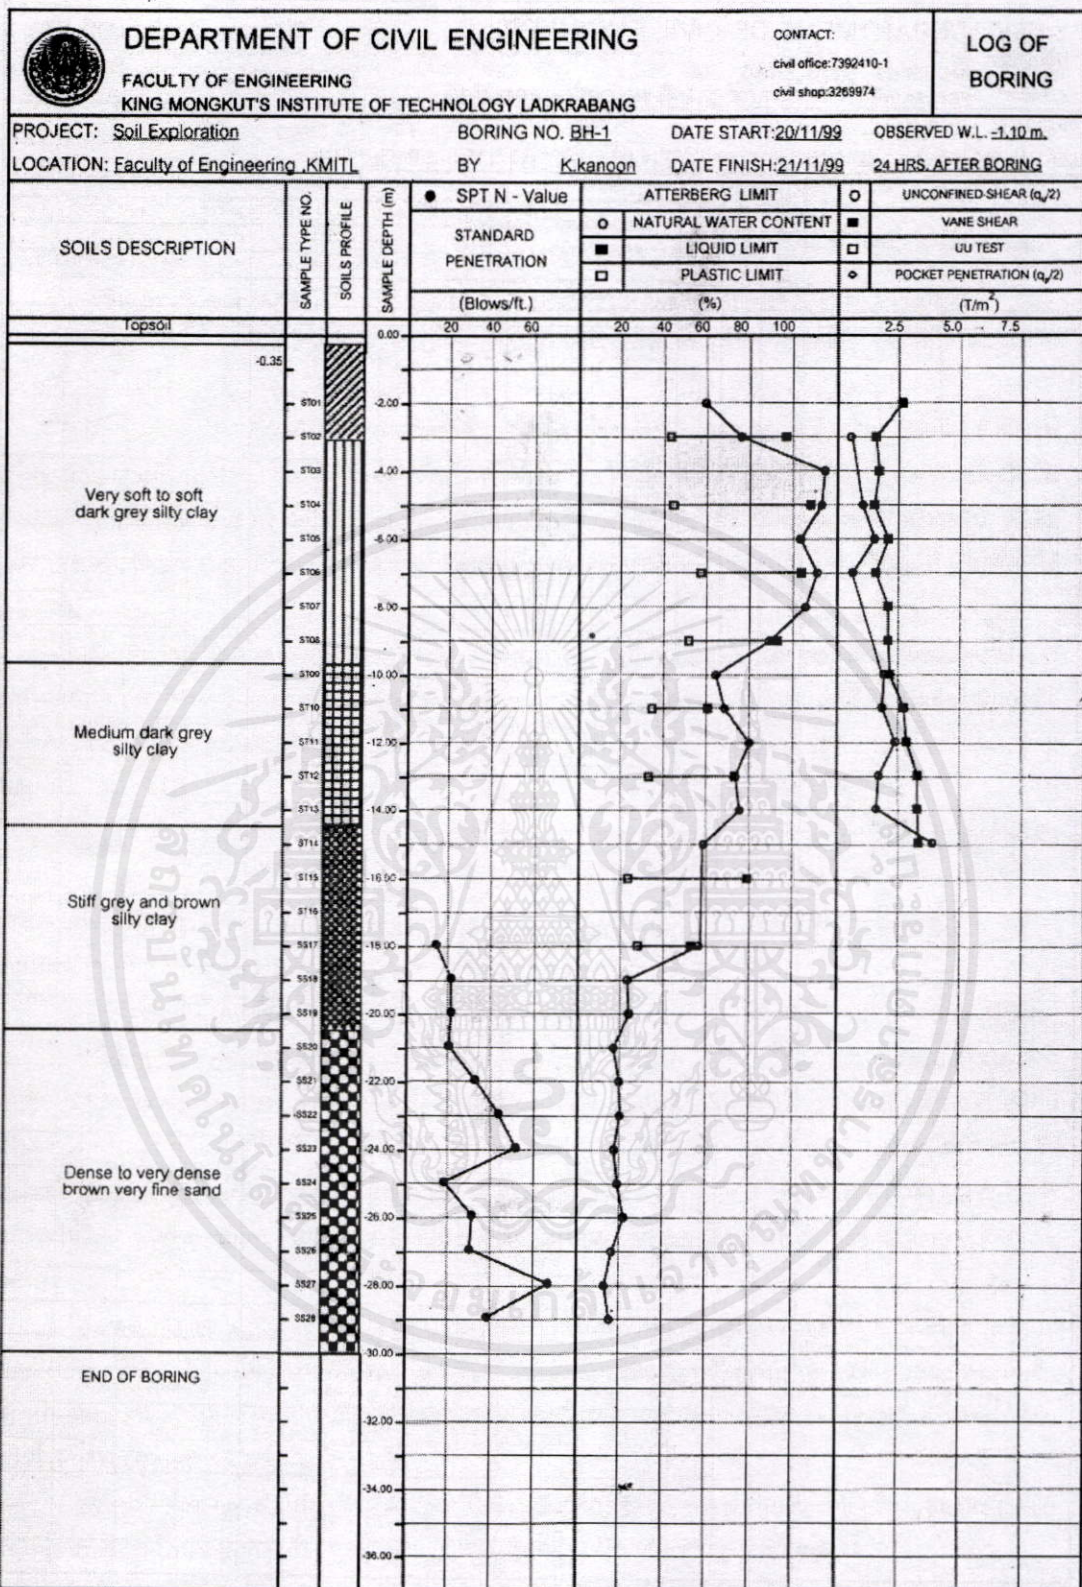 DEPARTMENT OF CIVIL ENGINEERING
FACULTY OF ENGINEERING
KING MONGKUT'S INSTITUTE OF TECHNOLOGY LADKRABANG
CONTACT:
civil office:7392410-1
civil shop:3269974
LOG OF
BORING
PROJECT: Soil Exploration BORING NO. BH-1 DATE START:20/11/99 OBSERVED W.L. -1.10 m.
LOCATION: Faculty of Engineering ,KMITL BY K.kanoon DATE FINISH:21/11/99 24 HRS. AFTER BORING
SOILS DESCRIPTION
SAMPLE TYPE NO.
SOILS PROFILE
SAMPLE DEPTH (m)
SPT N - Value
STANDARD
PENETRATION
(Blows/ft.)
ATTERBERG LIMIT
NATURAL WATER CONTENT
LIQUID LIMIT
PLASTIC LIMIT
(%)
UNCONFINED SHEAR (qu/2)
VANE SHEAR
UU TEST
POCKET PENETRATION (qp/2)
(T/m²)
Topsoil
0.00
20 40 60
20 40 60 80 100
2.5 5.0 7.5
-0.35
ST01 -2.00
ST02
ST03 -4.00
Very soft to soft
dark grey silty clay
ST04
ST05 -6.00
ST06
ST07 -8.00
ST08
ST09 -10.00
ST10
Medium dark grey
silty clay
ST11 -12.00
ST12
ST13 -14.00
ST14
ST15 -16.00
Stiff grey and brown
silty clay
ST16
SS17 -18.00
SS18
SS19 -20.00
SS20
SS21 -22.00
SS22
SS23 -24.00
Dense to very dense
brown very fine sand
SS24
SS25 -26.00
SS26
SS27 -28.00
SS28
-30.00
END OF BORING
-32.00
-34.00
-36.00